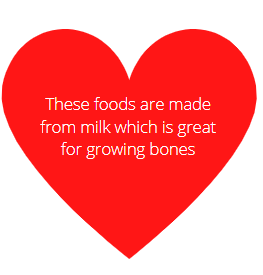 These foods are made
from milk which is great
for growing bones